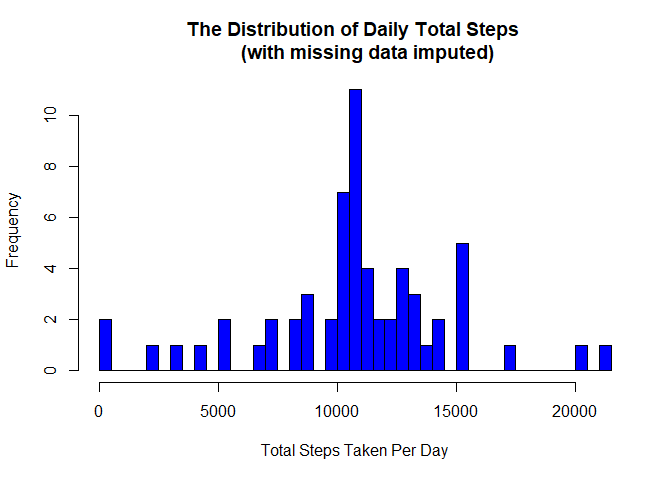 The Distribution of Daily Total Steps
(with missing data imputed)
10
8
6
4
2
0
Frequency
0 5000 10000 15000 20000
Total Steps Taken Per Day